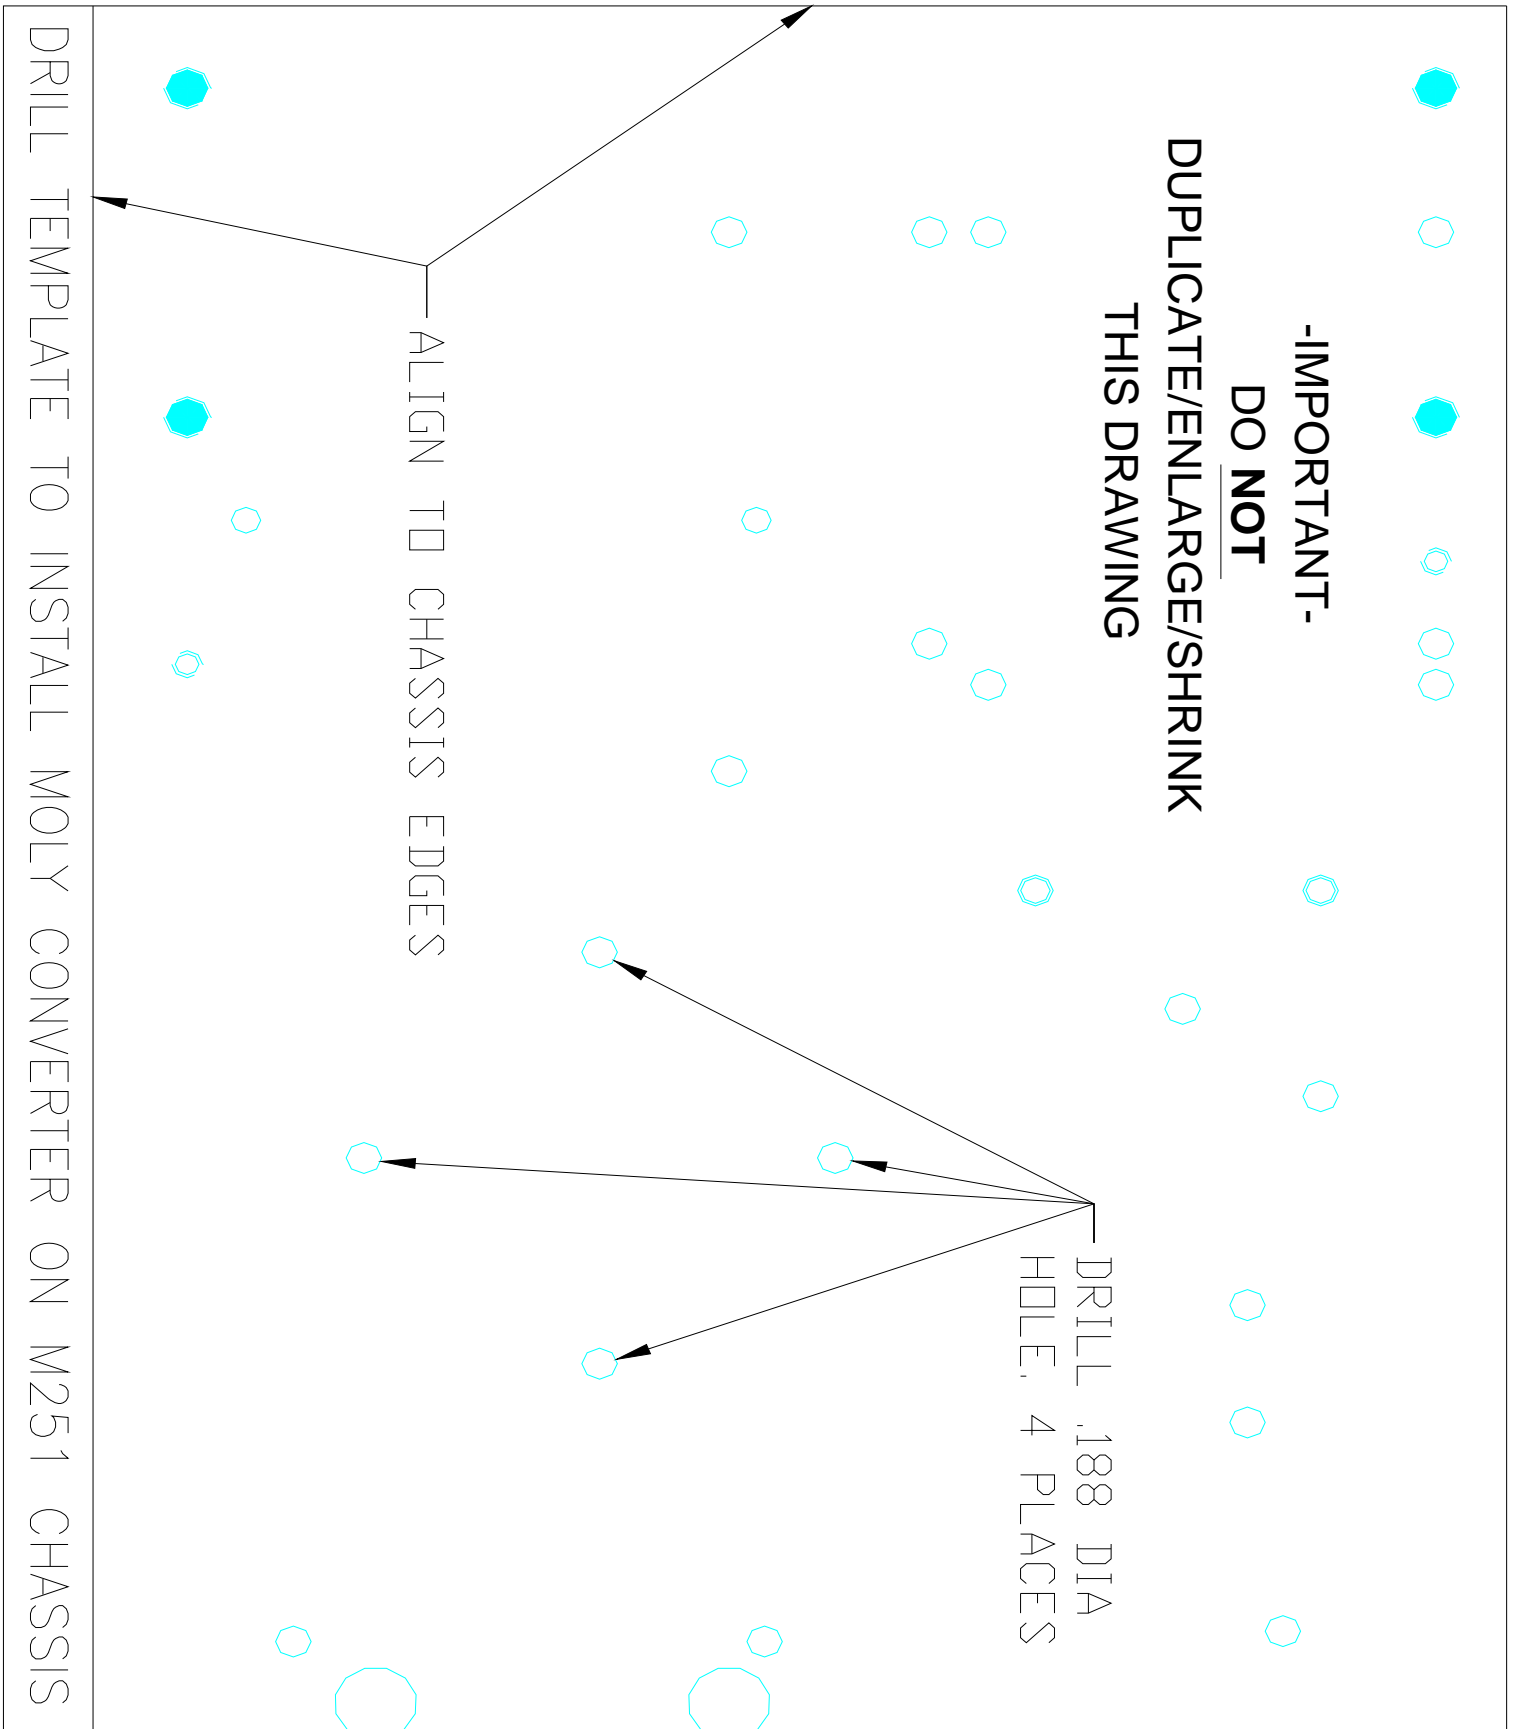 -IMPORTANT-
DO NOT
DUPLICATE/ENLARGE/SHRINK
THIS DRAWING
DRILL .188 DIA
HOLE, 4 PLACES
ALIGN TO CHASSIS EDGES
DRILL TEMPLATE TO INSTALL MOLY CONVERTER ON M251 CHASSIS